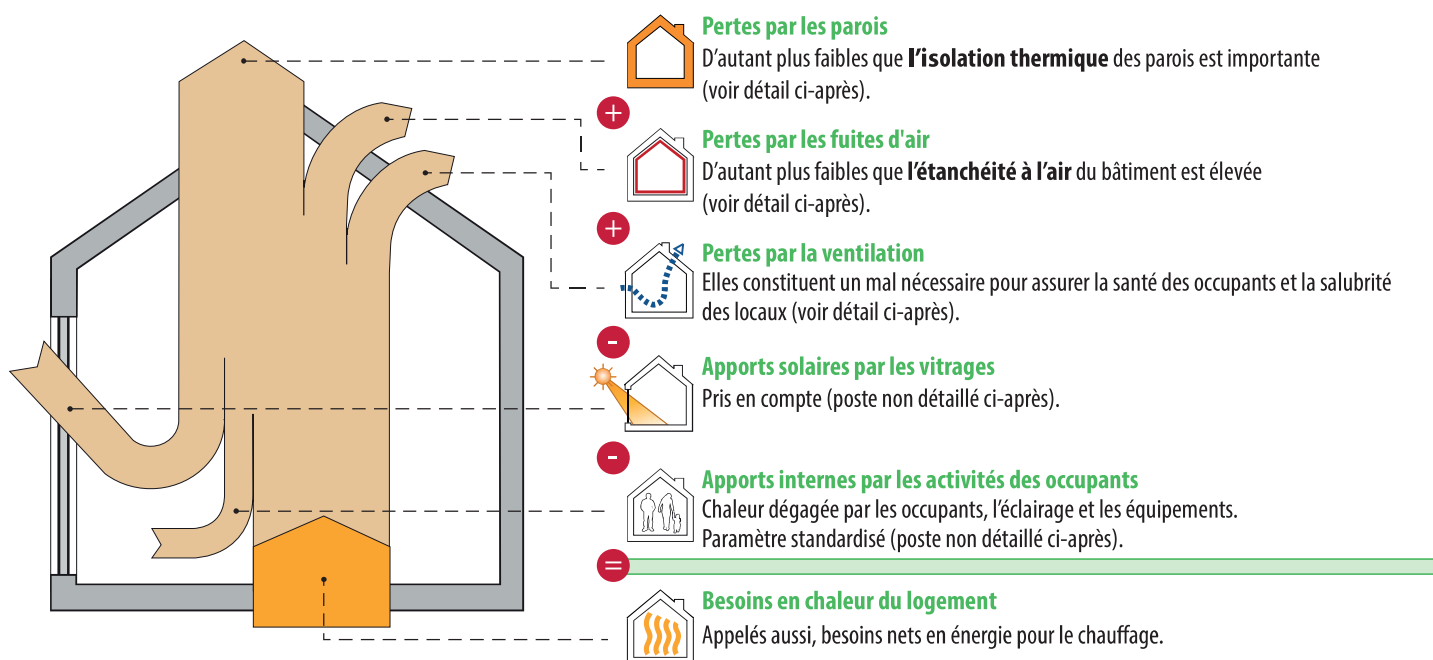 Pertes par les parois
D'autant plus faibles que l'isolation thermique des parois est importante
(voir détail ci-après).
+
Pertes par les fuites d'air
D'autant plus faibles que l'étanchéité à l'air du bâtiment est élevée
(voir détail ci-après).
+
Pertes par la ventilation
Elles constituent un mal nécessaire pour assurer la santé des occupants et la salubrité
des locaux (voir détail ci-après).
-
Apports solaires par les vitrages
Pris en compte (poste non détaillé ci-après).
-
Apports internes par les activités des occupants
Chaleur dégagée par les occupants, l'éclairage et les équipements.
Paramètre standardisé (poste non détaillé ci-après).
=
Besoins en chaleur du logement
Appelés aussi, besoins nets en énergie pour le chauffage.